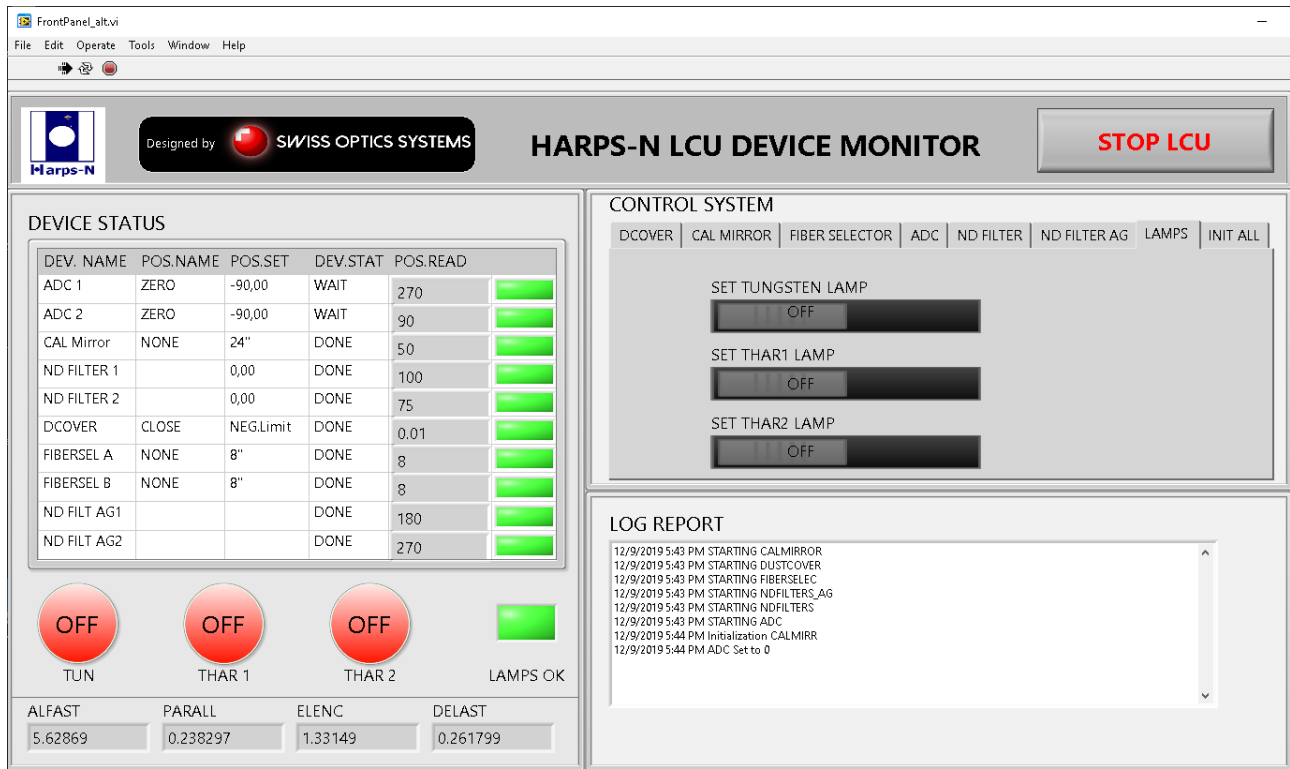 FrontPanel_alt.vi
File Edit Operate Tools Window Help
Harps-N
Designed by SWISS OPTICS SYSTEMS
HARPS-N LCU DEVICE MONITOR
STOP LCU
DEVICE STATUS
DEV. NAME POS.NAME POS.SET DEV.STAT POS.READ
ADC 1 ZERO -90,00 WAIT 270
ADC 2 ZERO -90,00 WAIT 90
CAL Mirror NONE 24" DONE 50
ND FILTER 1 0,00 DONE 100
ND FILTER 2 0,00 DONE 75
DCOVER CLOSE NEG.Limit DONE 0.01
FIBERSEL A NONE 8" DONE 8
FIBERSEL B NONE 8" DONE 8
ND FILT AG1 DONE 180
ND FILT AG2 DONE 270
OFF OFF OFF
TUN THAR 1 THAR 2 LAMPS OK
ALFAST PARALL ELENC DELAST
5.62869 0.238297 1.33149 0.261799
CONTROL SYSTEM
DCOVER CAL MIRROR FIBER SELECTOR ADC ND FILTER ND FILTER AG LAMPS INIT ALL
SET TUNGSTEN LAMP
OFF
SET THAR1 LAMP
OFF
SET THAR2 LAMP
OFF
LOG REPORT
12/9/2019 5:43 PM STARTING CALMIRROR
12/9/2019 5:43 PM STARTING DUSTCOVER
12/9/2019 5:43 PM STARTING FIBERSELEC
12/9/2019 5:43 PM STARTING NDFILTERS_AG
12/9/2019 5:43 PM STARTING NDFILTERS
12/9/2019 5:43 PM STARTING ADC
12/9/2019 5:44 PM Initialization CALMIRR
12/9/2019 5:44 PM ADC Set to 0